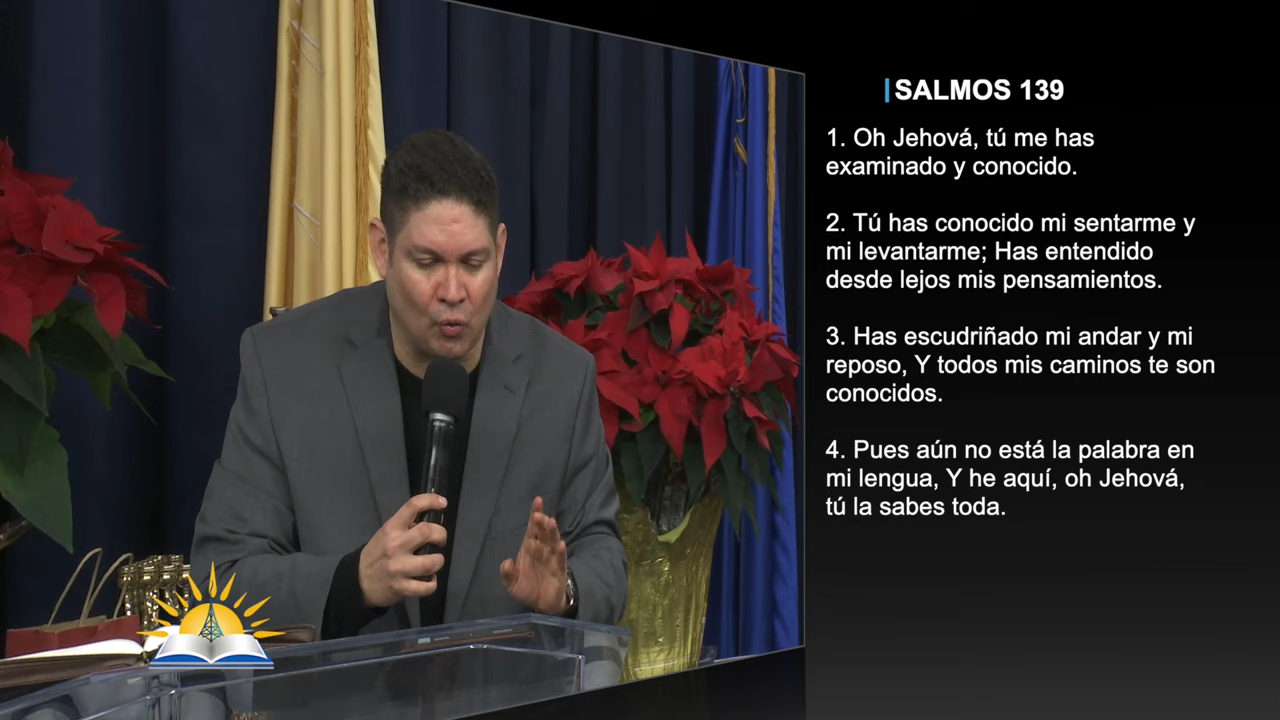 SALMOS 139
1. Oh Jehová, tú me has
examinado y conocido.
2. Tú has conocido mi sentarme y
mi levantarme; Has entendido
desde lejos mis pensamientos.
3. Has escudriñado mi andar y mi
reposo, Y todos mis caminos te son
conocidos.
4. Pues aún no está la palabra en
mi lengua, Y he aquí, oh Jehová,
tú la sabes toda.